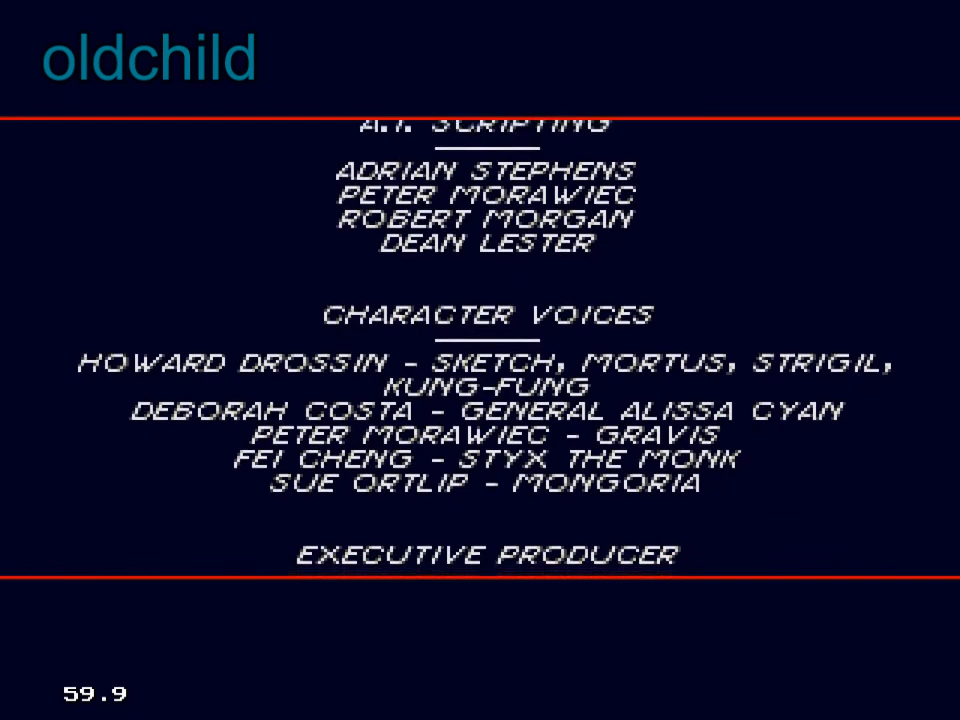 oldchild
A.I. SCRIPTING
ADRIAN STEPHENS
PETER MORAWIEC
ROBERT MORGAN
DEAN LESTER
CHARACTER VOICES
HOWARD DROSSIN - SKETCH, MORTUS, STRIGIL,
KUNG-FUNG
DEBORAH COSTA - GENERAL ALISSA CYAN
PETER MORAWIEC - GRAVIS
FEI CHENG - STYX THE MONK
SUE ORTLIP - MONGORIA
EXECUTIVE PRODUCER
59.9